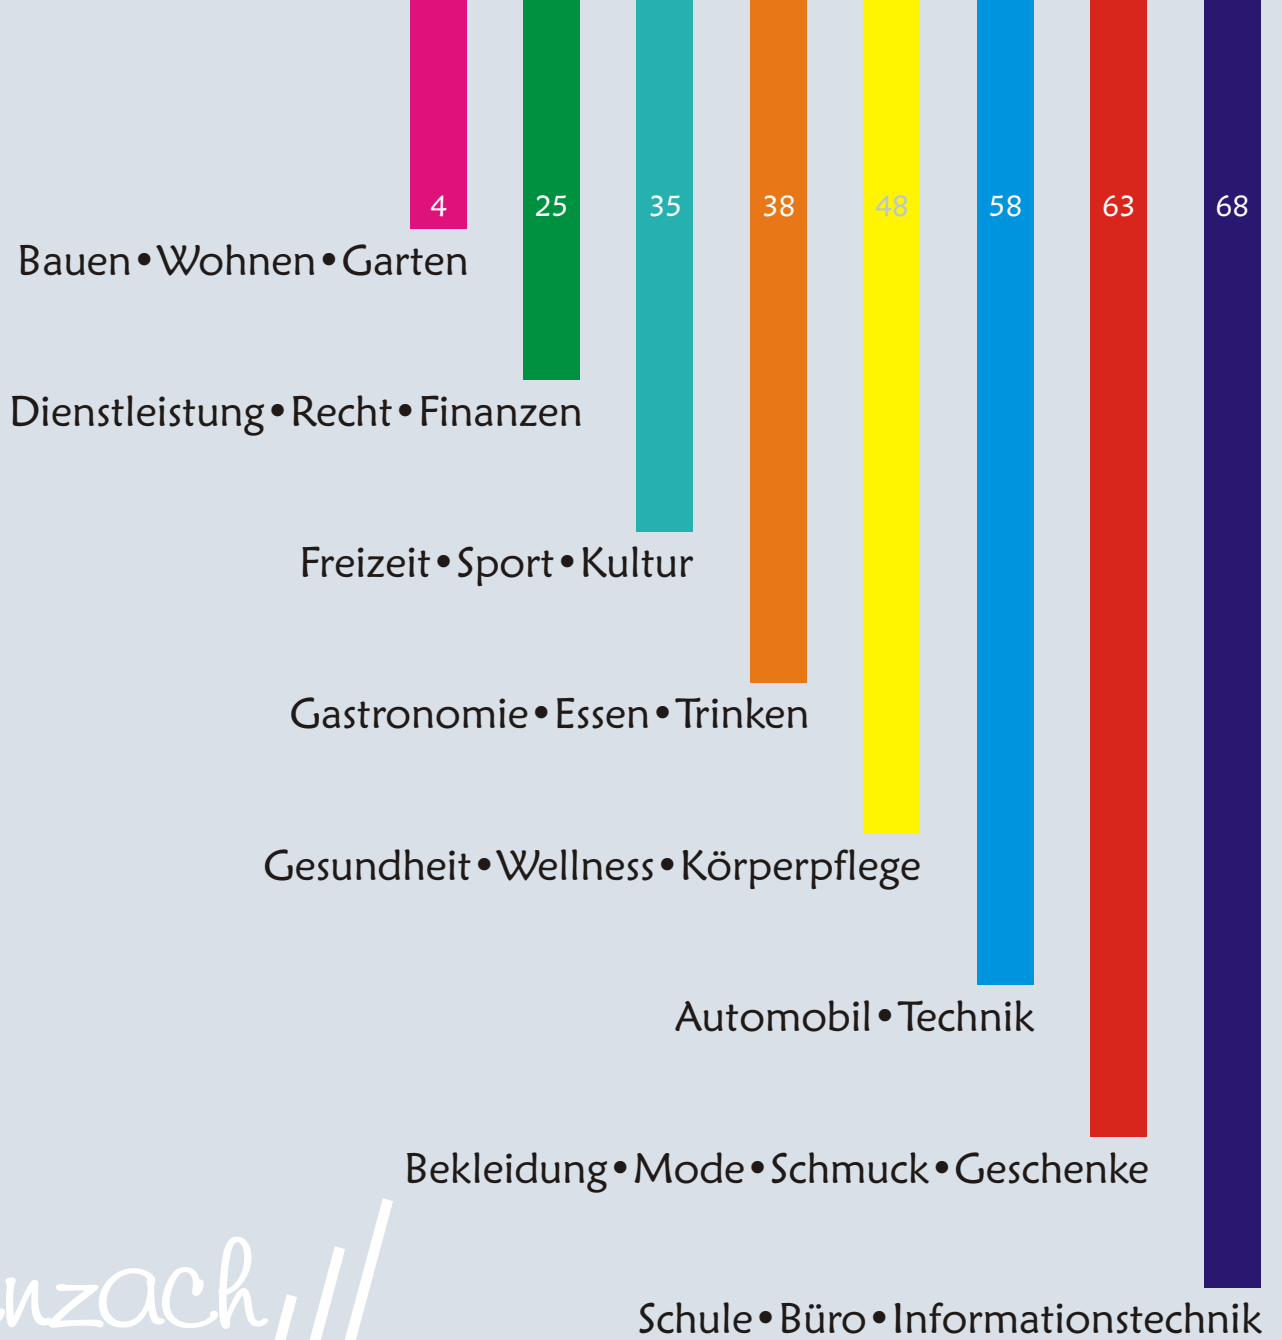 4 25 35 38 48 58 63 68
Bauen•Wohnen•Garten
Dienstleistung•Recht•Finanzen
Freizeit•Sport•Kultur
Gastronomie•Essen•Trinken
Gesundheit•Wellness•Körperpflege
Automobil•Technik
Bekleidung•Mode•Schmuck•Geschenke
Schule•Büro•Informationstechnik